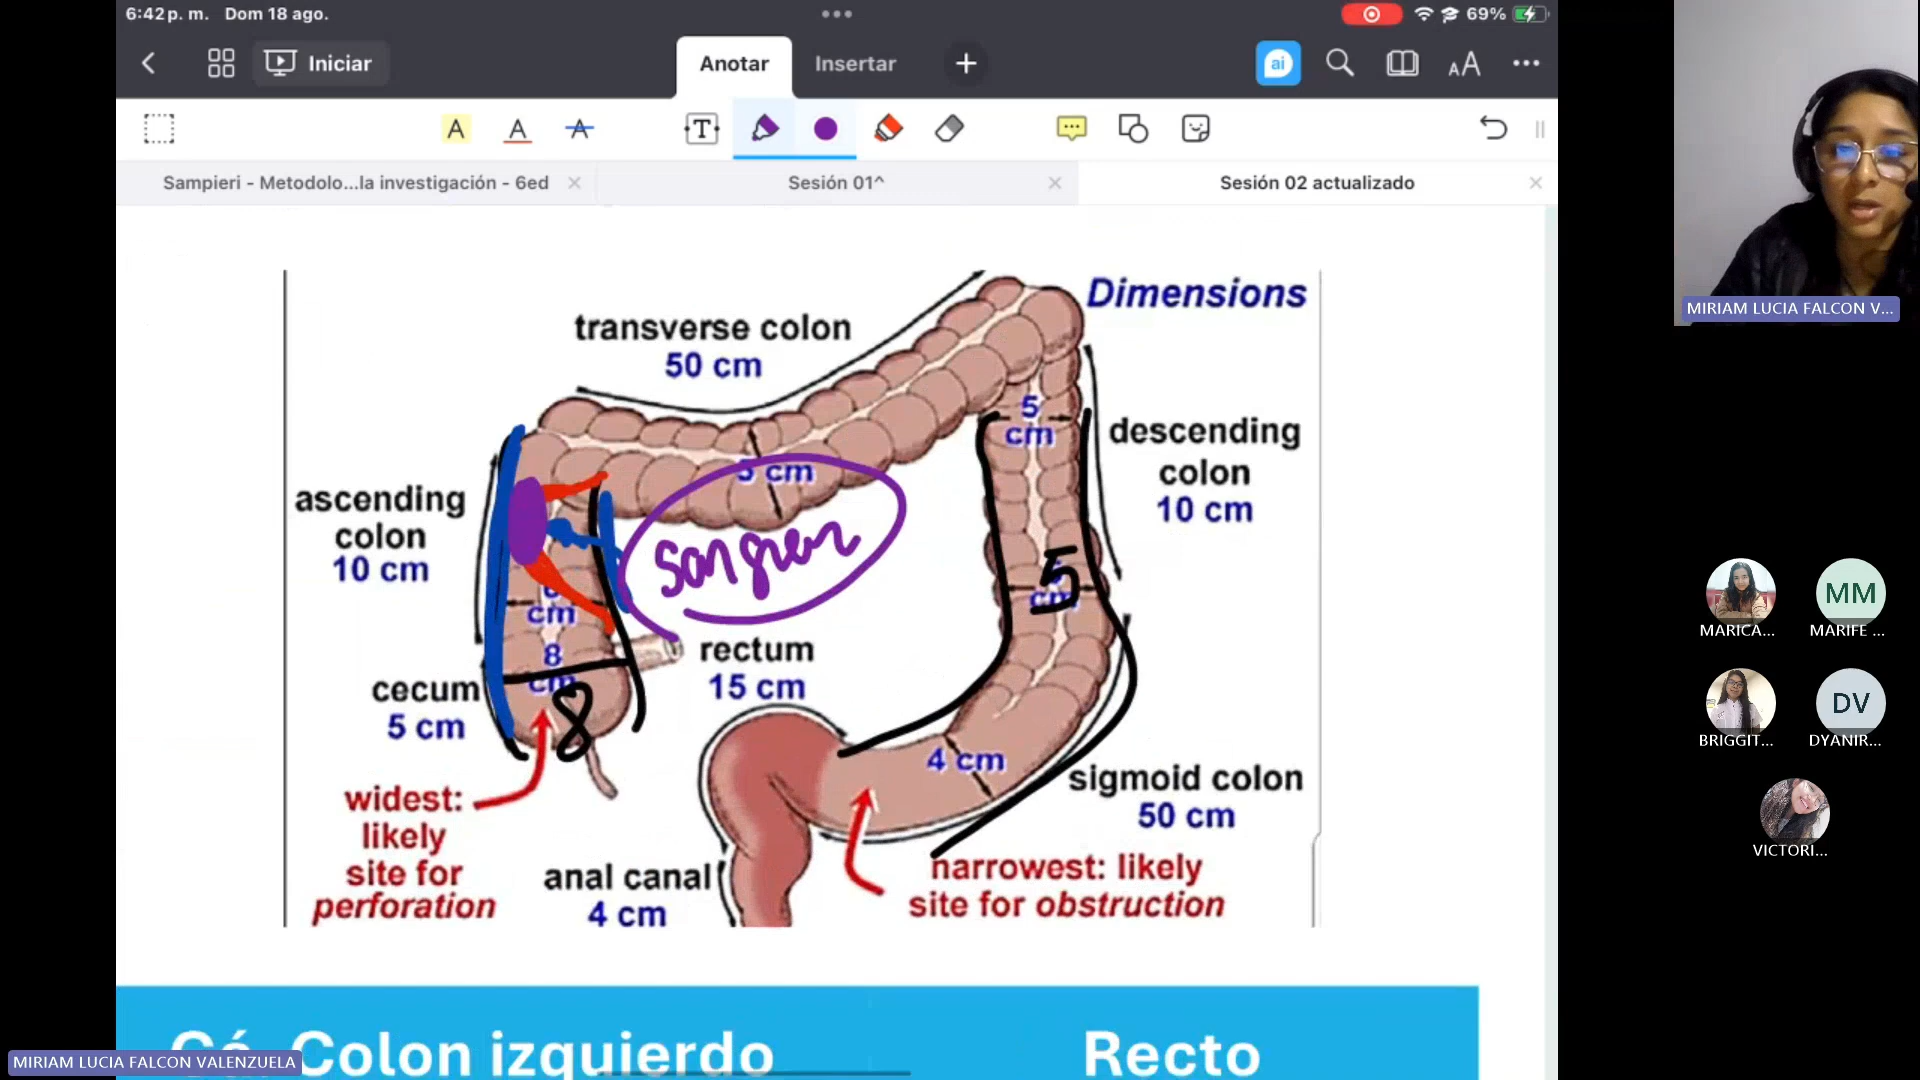 6:42 p. m. Dom 18 ago.
69%
Iniciar
Anotar
Insertar
ai
AA
A A A T
Sampieri - Metodolo...la investigación - 6ed
Sesión 01^
Sesión 02 actualizado
Dimensions
transverse colon
50 cm
5 cm
5
cm
descending
colon
10 cm
ascending
colon
10 cm
cm
8
cm
8
5
cm
cecum
5 cm
rectum
15 cm
4 cm
sigmoid colon
50 cm
widest:
likely
site for
perforation
anal canal
4 cm
narrowest: likely
site for obstruction
Colon izquierdo
Recto
MIRIAM LUCIA FALCON VALENZUELA
MIRIAM LUCIA FALCON V...
MM
MARICA...
MARIFE ...
DV
BRIGGIT...
DYANIR...
VICTORI...